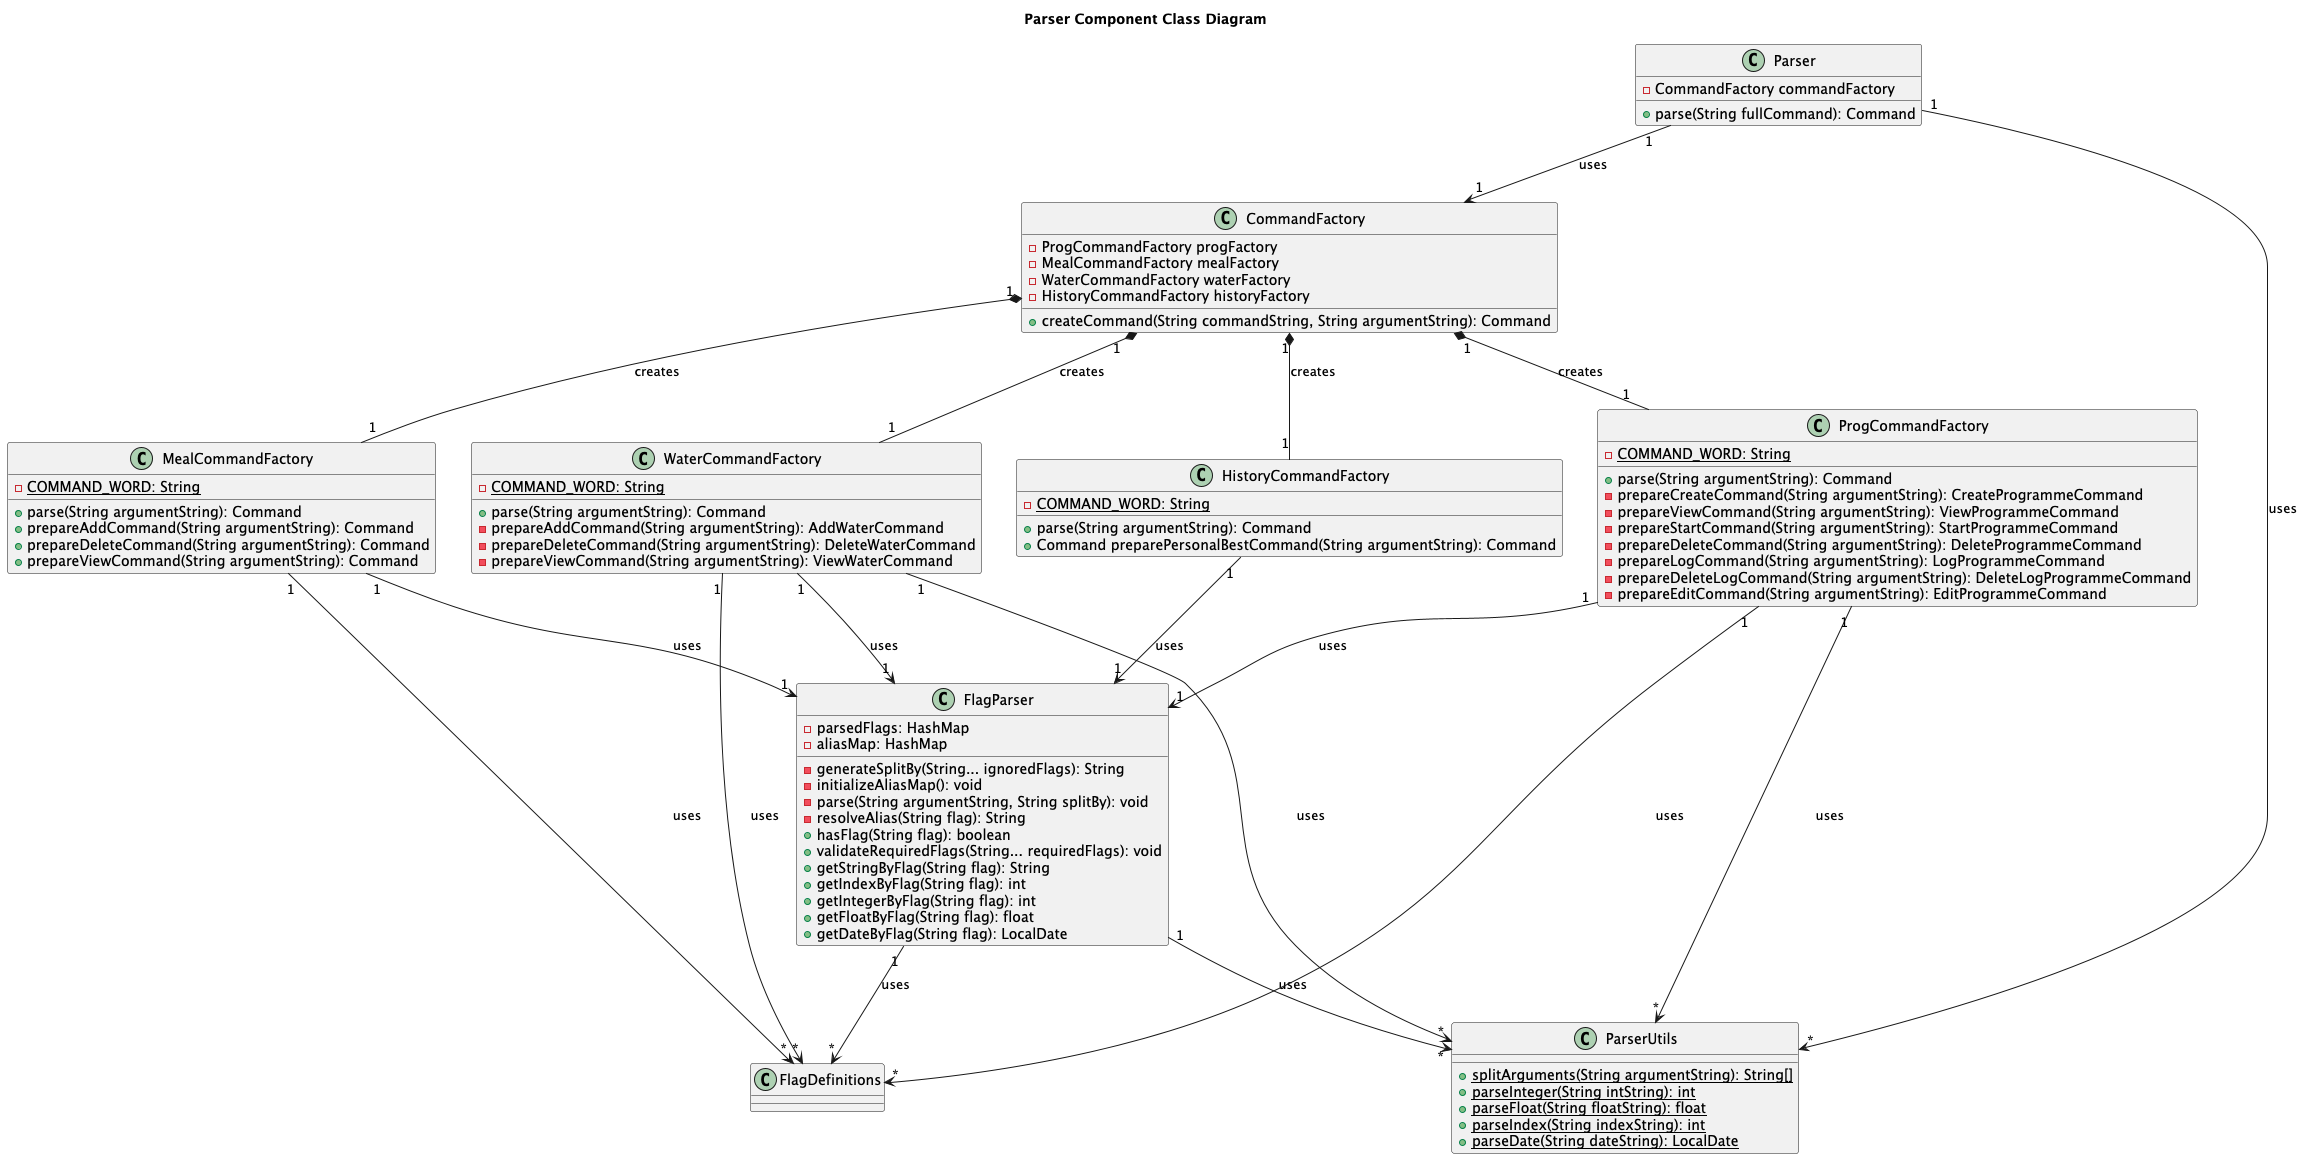 Parser Component Class Diagram
C Parser
CommandFactory commandFactory
parse(String fullCommand): Command
1
1
uses
1
uses
C CommandFactory
ProgCommandFactory progFactory
MealCommandFactory mealFactory
WaterCommandFactory waterFactory
HistoryCommandFactory historyFactory
createCommand(String commandString, String argumentString): Command
1
1
1
1
creates
creates
creates
creates
1
1
1
1
C MealCommandFactory
COMMAND_WORD: String
parse(String argumentString): Command
prepareAddCommand(String argumentString): Command
prepareDeleteCommand(String argumentString): Command
prepareViewCommand(String argumentString): Command
C WaterCommandFactory
COMMAND_WORD: String
parse(String argumentString): Command
prepareAddCommand(String argumentString): AddWaterCommand
prepareDeleteCommand(String argumentString): DeleteWaterCommand
prepareViewCommand(String argumentString): ViewWaterCommand
C HistoryCommandFactory
COMMAND_WORD: String
parse(String argumentString): Command
Command preparePersonalBestCommand(String argumentString): Command
C ProgCommandFactory
COMMAND_WORD: String
parse(String argumentString): Command
prepareCreateCommand(String argumentString): CreateProgrammeCommand
prepareViewCommand(String argumentString): ViewProgrammeCommand
prepareStartCommand(String argumentString): StartProgrammeCommand
prepareDeleteCommand(String argumentString): DeleteProgrammeCommand
prepareLogCommand(String argumentString): LogProgrammeCommand
prepareDeleteLogCommand(String argumentString): DeleteLogProgrammeCommand
prepareEditCommand(String argumentString): EditProgrammeCommand
1
1
1
1
1
1
1
1
1
uses
uses
uses
uses
1
1
1
1
C FlagParser
parsedFlags: HashMap
aliasMap: HashMap
generateSplitBy(String... ignoredFlags): String
initializeAliasMap(): void
parse(String argumentString, String splitBy): void
resolveAlias(String flag): String
hasFlag(String flag): boolean
validateRequiredFlags(String... requiredFlags): void
getStringByFlag(String flag): String
getIndexByFlag(String flag): int
getIntegerByFlag(String flag): int
getFloatByFlag(String flag): float
getDateByFlag(String flag): LocalDate
uses
uses
uses
uses
uses
1
1
uses
uses
*
*
*
*
*
*
*
*
C FlagDefinitions
C ParserUtils
splitArguments(String argumentString): String[]
parseInteger(String intString): int
parseFloat(String floatString): float
parseIndex(String indexString): int
parseDate(String dateString): LocalDate